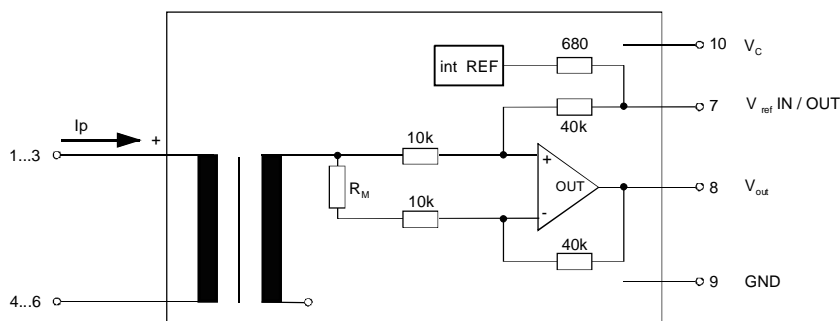 680
10 V_C
int REF
7 V_ref IN / OUT
40k
Ip
+
10k
1...3
+
R_M
OUT
8 V_out
10k
-
40k
9 GND
4...6